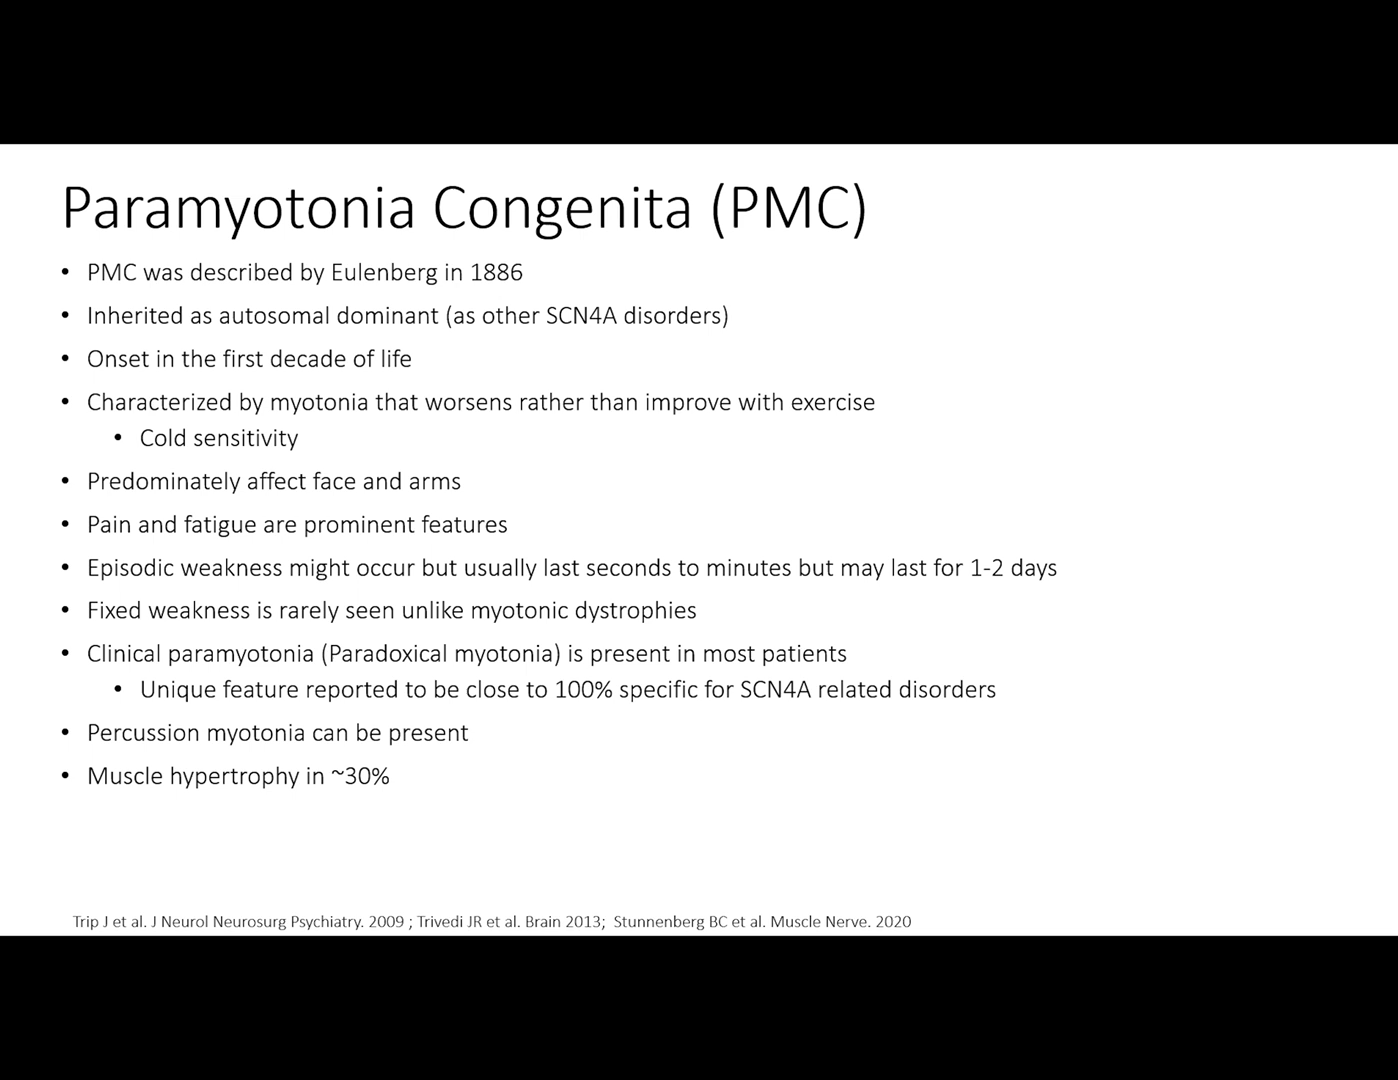 Paramyotonia Congenita (PMC)
• PMC was described by Eulenberg in 1886
• Inherited as autosomal dominant (as other SCN4A disorders)
• Onset in the first decade of life
• Characterized by myotonia that worsens rather than improve with exercise
• Cold sensitivity
• Predominately affect face and arms
• Pain and fatigue are prominent features
• Episodic weakness might occur but usually last seconds to minutes but may last for 1-2 days
• Fixed weakness is rarely seen unlike myotonic dystrophies
• Clinical paramyotonia (Paradoxical myotonia) is present in most patients
• Unique feature reported to be close to 100% specific for SCN4A related disorders
• Percussion myotonia can be present
• Muscle hypertrophy in ~30%
Trip J et al. J Neurol Neurosurg Psychiatry. 2009 ; Trivedi JR et al. Brain 2013; Stunnenberg BC et al. Muscle Nerve. 2020